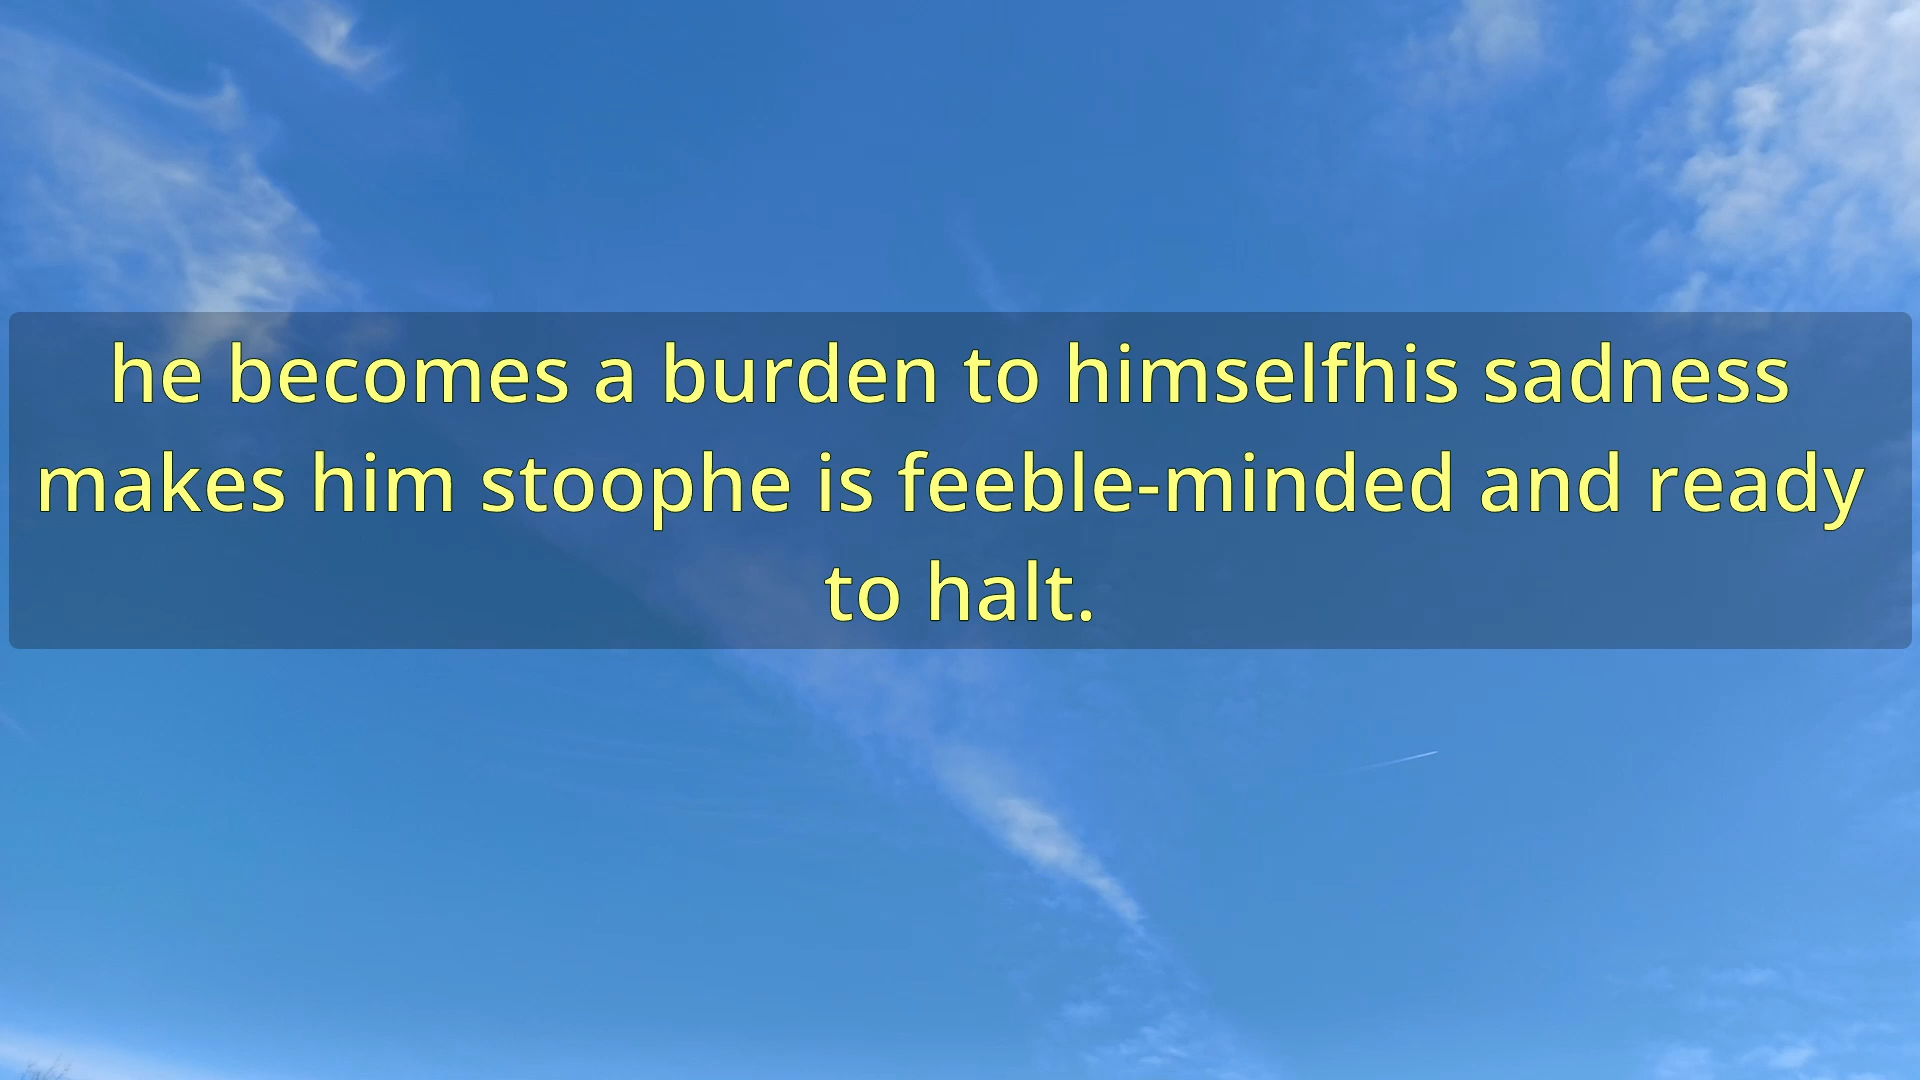 he becomes a burden to himselfhis sadness
makes him stoophe is feeble-minded and ready
to halt.